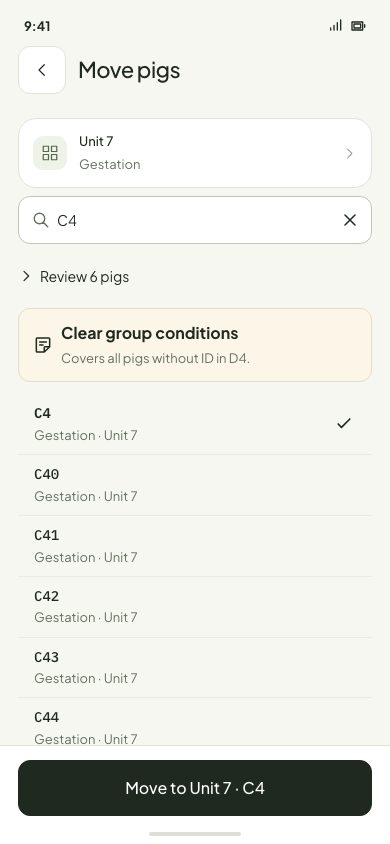 9:41
Move pigs
Unit 7
Gestation
C4
Review 6 pigs
Clear group conditions
Covers all pigs without ID in D4.
C4
Gestation · Unit 7
C40
Gestation · Unit 7
C41
Gestation · Unit 7
C42
Gestation · Unit 7
C43
Gestation · Unit 7
C44
Gestation · Unit 7
Move to Unit 7 · C4